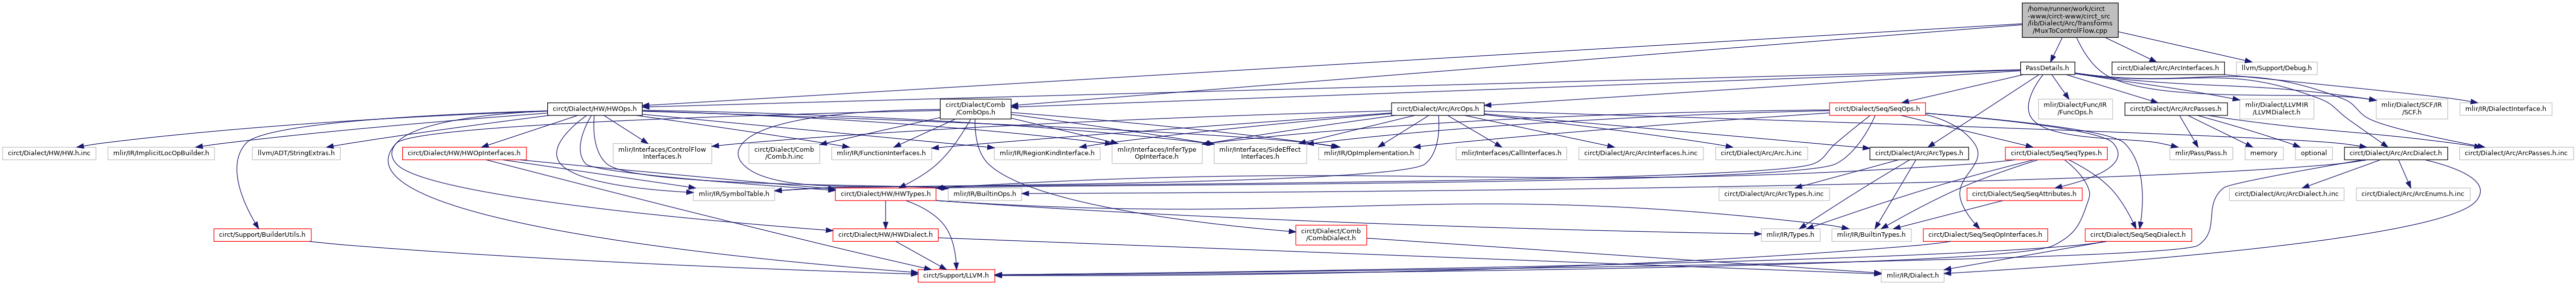 /home/runner/work/circt
-www/circt-www/circt_src
/lib/Dialect/Arc/Transforms
/MuxToControlFlow.cpp
PassDetails.h
circt/Dialect/Arc/ArcInterfaces.h
llvm/Support/Debug.h
circt/Dialect/HW/HWOps.h
circt/Dialect/Comb
/CombOps.h
circt/Dialect/Arc/ArcOps.h
circt/Dialect/Seq/SeqOps.h
mlir/Dialect/Func/IR
/FuncOps.h
circt/Dialect/Arc/ArcPasses.h
mlir/Dialect/LLVMIR
/LLVMDialect.h
mlir/Dialect/SCF/IR
/SCF.h
mlir/IR/DialectInterface.h
circt/Dialect/HW/HW.h.inc
mlir/IR/ImplicitLocOpBuilder.h
llvm/ADT/StringExtras.h
circt/Dialect/HW/HWOpInterfaces.h
mlir/Interfaces/ControlFlow
Interfaces.h
circt/Dialect/Comb
/Comb.h.inc
mlir/IR/FunctionInterfaces.h
mlir/IR/RegionKindInterface.h
mlir/Interfaces/InferType
OpInterface.h
mlir/Interfaces/SideEffect
Interfaces.h
mlir/IR/OpImplementation.h
mlir/Interfaces/CallInterfaces.h
circt/Dialect/Arc/ArcInterfaces.h.inc
circt/Dialect/Arc/Arc.h.inc
circt/Dialect/Arc/ArcTypes.h
circt/Dialect/Seq/SeqTypes.h
mlir/Pass/Pass.h
memory
optional
circt/Dialect/Arc/ArcDialect.h
circt/Dialect/Arc/ArcPasses.h.inc
mlir/IR/SymbolTable.h
circt/Dialect/HW/HWTypes.h
mlir/IR/BuiltinOps.h
circt/Dialect/Arc/ArcTypes.h.inc
circt/Dialect/Seq/SeqAttributes.h
circt/Dialect/Arc/ArcDialect.h.inc
circt/Dialect/Arc/ArcEnums.h.inc
circt/Support/BuilderUtils.h
circt/Dialect/HW/HWDialect.h
circt/Dialect/Comb
/CombDialect.h
mlir/IR/Types.h
mlir/IR/BuiltinTypes.h
circt/Dialect/Seq/SeqOpInterfaces.h
circt/Dialect/Seq/SeqDialect.h
circt/Support/LLVM.h
mlir/IR/Dialect.h